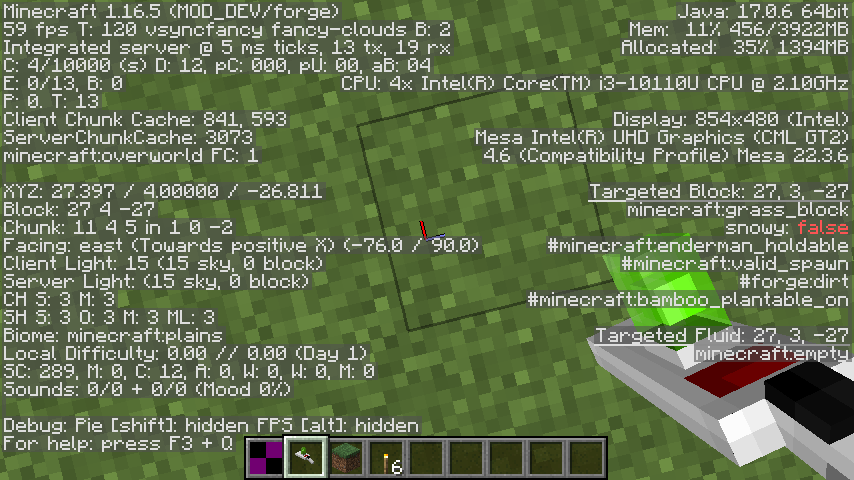 Minecraft 1.16.5 (MOD_DEV/forge)
59 fps T: 120 vsyncfancy fancy-clouds B: 2
Integrated server @ 5 ms ticks, 13 tx, 19 rx
C: 4/10000 (s) D: 12, pC: 000, pU: 00, aB: 04
E: 0/13, B: 0
P: 0. T: 13
Client Chunk Cache: 841, 593
ServerChunkCache: 3073
minecraft:overworld FC: 1
XYZ: 27.397 / 4.00000 / -26.811
Block: 27 4 -27
Chunk: 11 4 5 in 1 0 -2
Facing: east (Towards positive X) (-76.0 / 90.0)
Client Light: 15 (15 sky, 0 block)
Server Light: (15 sky, 0 block)
CH S: 3 M: 3
SH S: 3 O: 3 M: 3 ML: 3
Biome: minecraft:plains
Local Difficulty: 0.00 // 0.00 (Day 1)
SC: 289, M: 0, C: 12, A: 0, W: 0, W: 0, M: 0
Sounds: 0/0 + 0/0 (Mood 0%)
Debug: Pie [shift]: hidden FPS [alt]: hidden
For help: press F3 + Q
Java: 17.0.6 64bit
Mem: 11% 456/3922MB
Allocated: 35% 1394MB
CPU: 4x Intel(R) Core(TM) i3-10110U CPU @ 2.10GHz
Display: 854x480 (Intel)
Mesa Intel(R) UHD Graphics (CML GT2)
4.6 (Compatibility Profile) Mesa 22.3.6
Targeted Block: 27, 3, -27
minecraft:grass_block
snowy: false
#minecraft:enderman_holdable
#minecraft:valid_spawn
#forge:dirt
#minecraft:bamboo_plantable_on
Targeted Fluid: 27, 3, -27
minecraft:empty
6